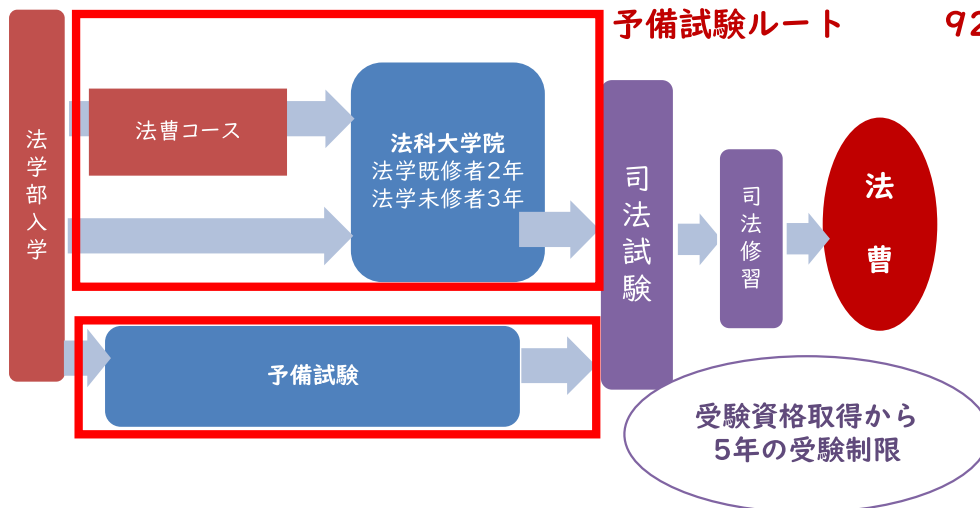 予備試験ルート 92
法学部入学
法曹コース
法科大学院
法学既修者2年
法学未修者3年
司法試験
司法修習
法曹
予備試験
受験資格取得から
5年の受験制限